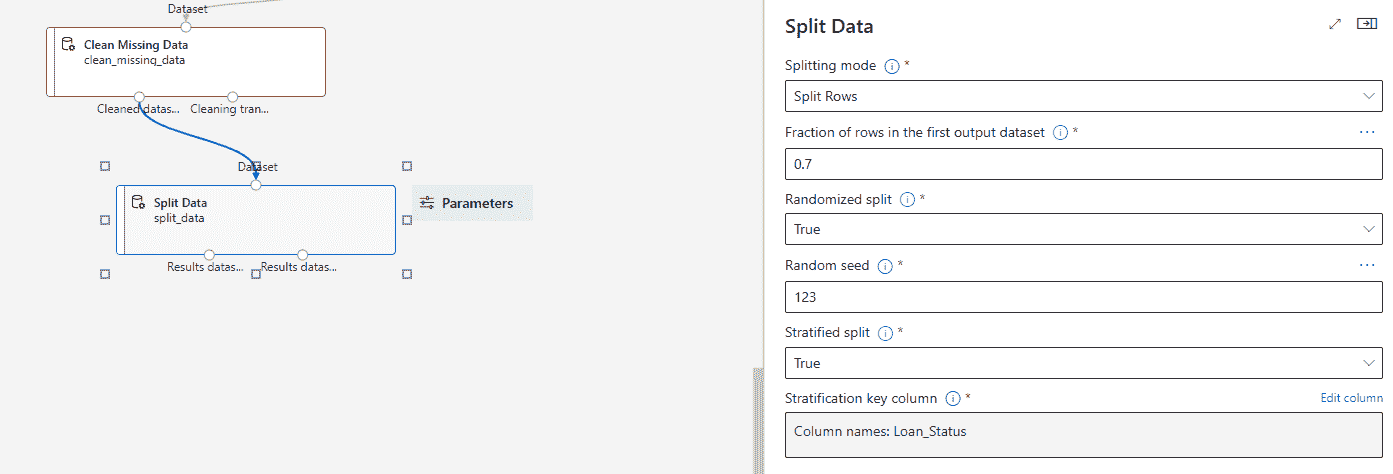 Dataset
Clean Missing Data
clean_missing_data
Cleaned datas... Cleaning tran...
Dataset
Split Data
split_data
Parameters
Results datas... Results datas...
Split Data
Splitting mode *
Split Rows
Fraction of rows in the first output dataset *
0.7
Randomized split *
True
Random seed *
123
Stratified split *
True
Stratification key column * Edit column
Column names: Loan_Status